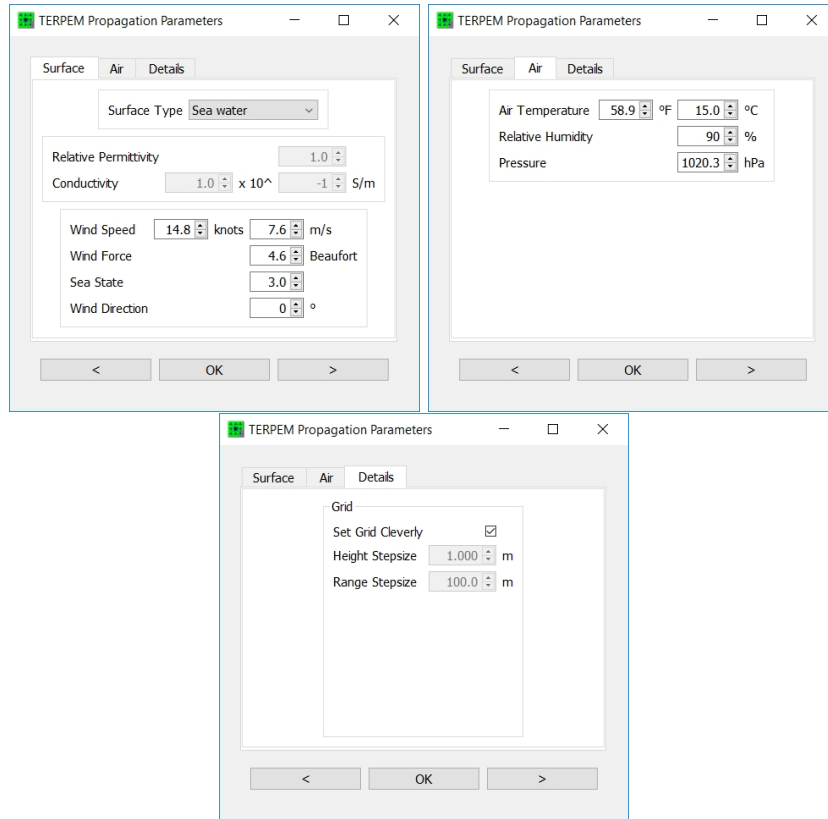 TERPEM Propagation Parameters
Surface Air Details
Surface Type Sea water
Relative Permittivity 1.0
Conductivity 1.0 x 10^ -1 S/m
Wind Speed 14.8 knots 7.6 m/s
Wind Force 4.6 Beaufort
Sea State 3.0
Wind Direction 0 º
< OK >
TERPEM Propagation Parameters
Surface Air Details
Air Temperature 58.9 ºF 15.0 ºC
Relative Humidity 90 %
Pressure 1020.3 hPa
< OK >
TERPEM Propagation Parameters
Surface Air Details
Grid
Set Grid Cleverly
Height Stepsize 1.000 m
Range Stepsize 100.0 m
< OK >